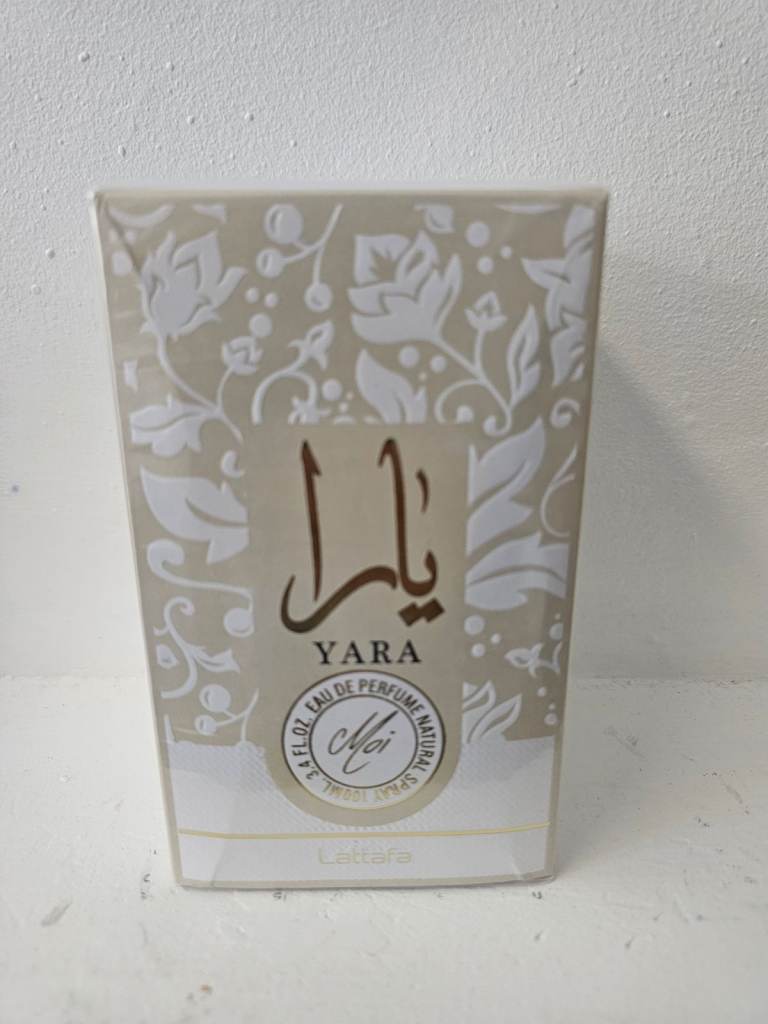 يارا
YARA
EAU DE PERFUME NATURAL SPRAY 100ML, 3.4 FL.OZ.
Moi
Lattafa